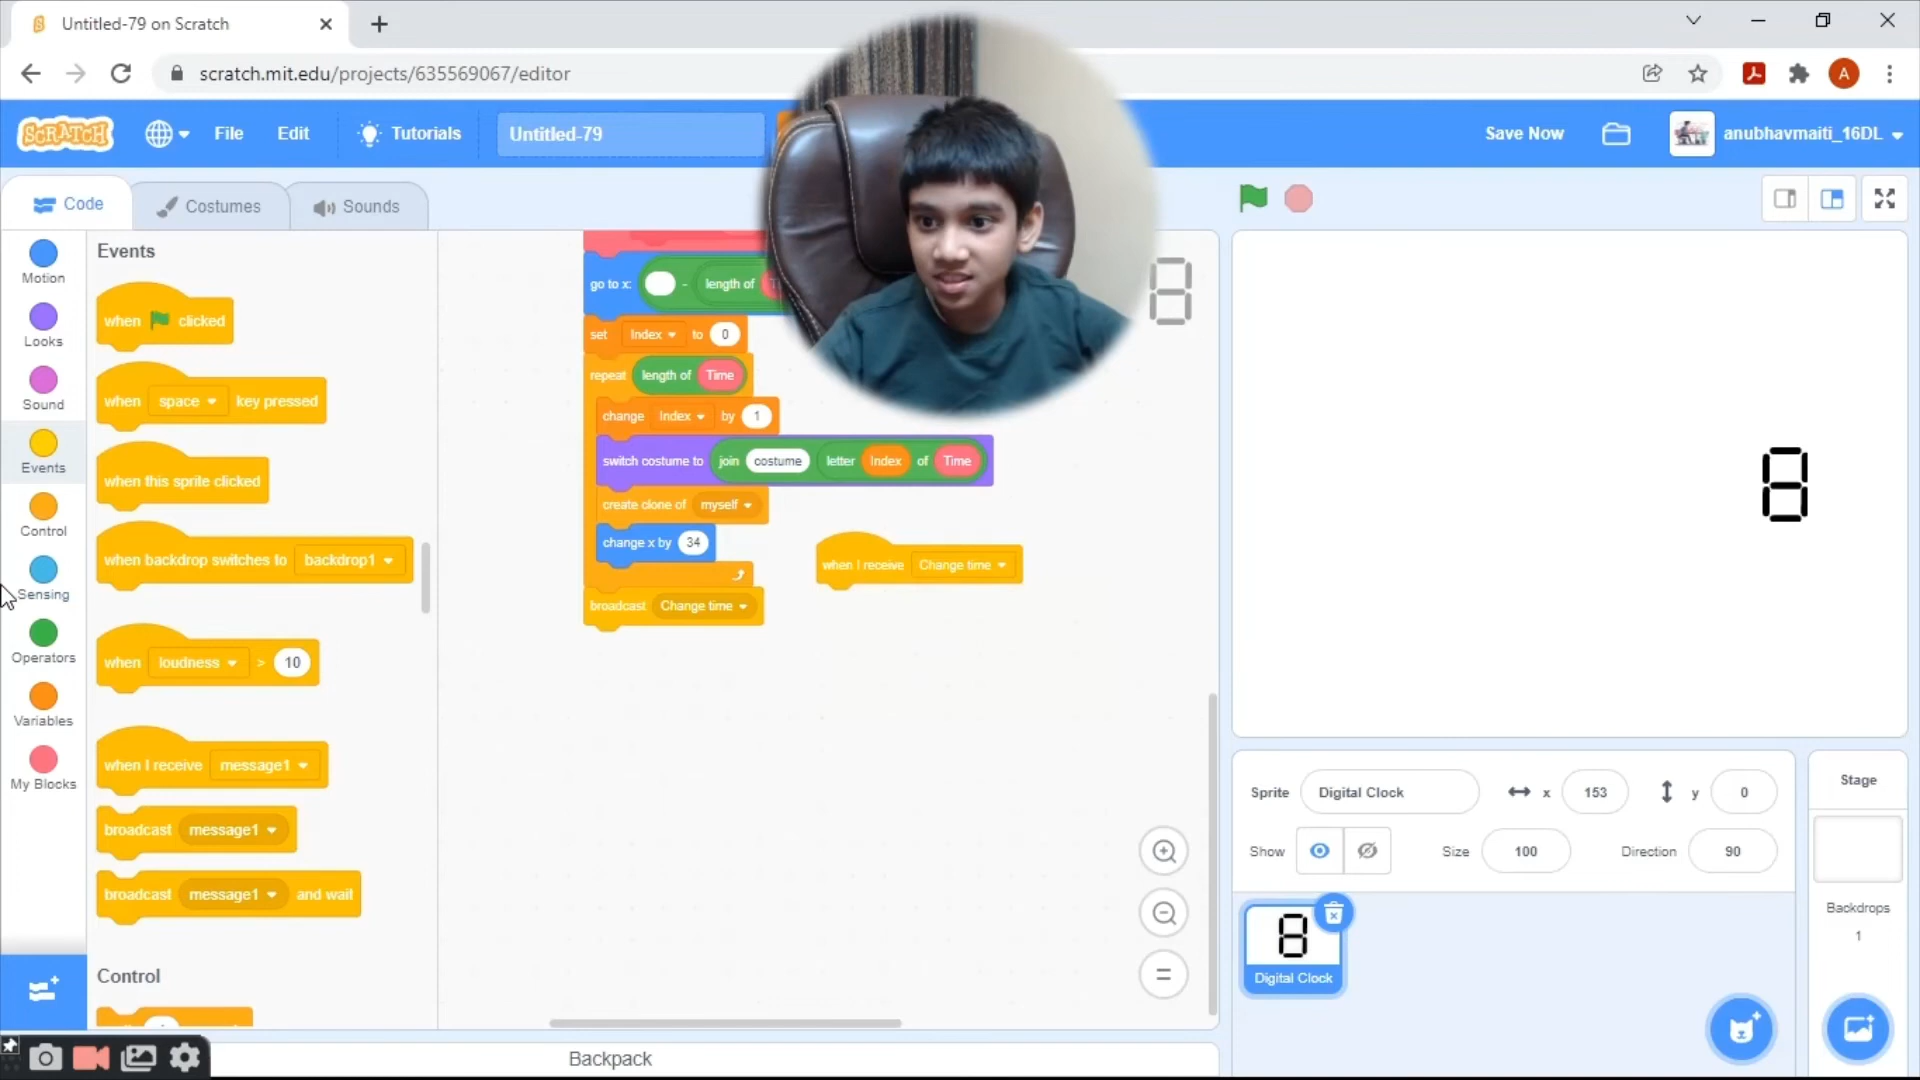 Untitled-79 on Scratch
scratch.mit.edu/projects/635569067/editor
A
SCRATCH
File
Edit
Tutorials
Untitled-79
Save Now
anubhavmaiti_16DL
Code
Costumes
Sounds
Motion
Looks
Sound
Events
Control
Sensing
Operators
Variables
My Blocks
Events
when clicked
when space key pressed
when this sprite clicked
when backdrop switches to backdrop1
when loudness > 10
when I receive message1
broadcast message1
broadcast message1 and wait
Control
go to x: - length of
set Index to 0
repeat length of Time
change Index by 1
switch costume to join costume letter Index of Time
create clone of myself
change x by 34
broadcast Change time
when I receive Change time
8
8
Sprite Digital Clock x 153 y 0
Show Size 100 Direction 90
8
Digital Clock
Stage
Backdrops
1
Backpack